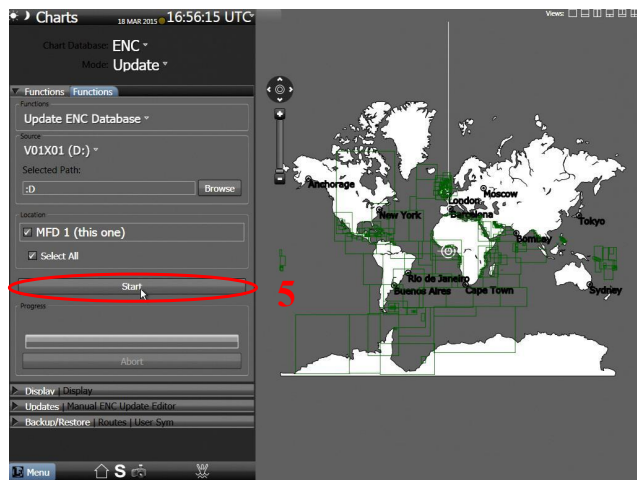 Charts 18 MAR 2015 16:56:15 UTC
Views:
Chart Database: ENC
Mode: Update
Functions Functions
Functions
Update ENC Database
Source
V01X01 (D:)
Selected Path:
:D
Browse
Location
MFD 1 (this one)
Select All
Start
5
Progress
Abort
Display | Display
Updates | Manual ENC Update Editor
Backup/Restore | Routes | User Sym
Menu
S
Anchorage
Moscow
London
New York
Barcelona
Tokyo
Bombay
Rio de Janeiro
Buenos Aires
Cape Town
Sydney